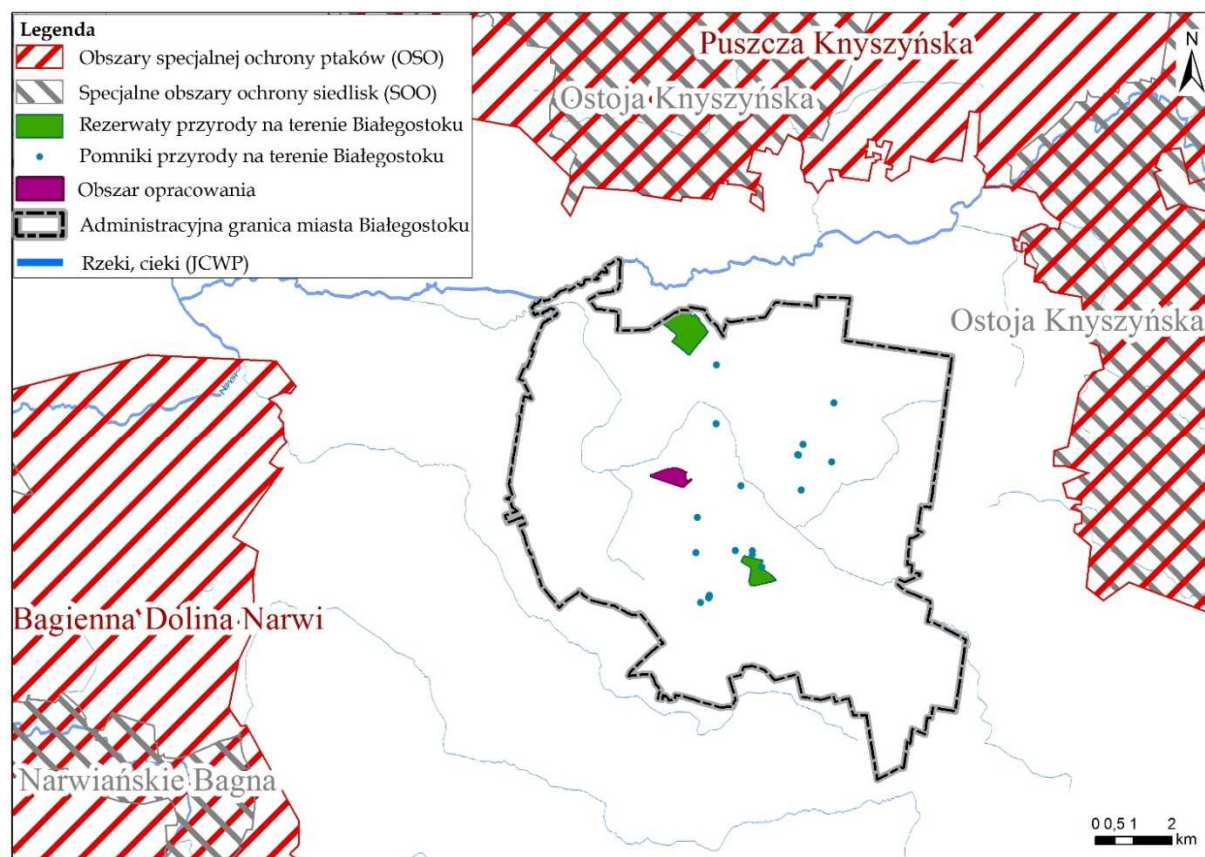 Legenda
Obszary specjalnej ochrony ptaków (OSO)
Specjalne obszary ochrony siedlisk (SOO)
Rezerwaty przyrody na terenie Białegostoku
Pomniki przyrody na terenie Białegostoku
Obszar opracowania
Administracyjna granica miasta Białegostoku
Rzeki, cieki (JCWP)
Puszcza Knyszyńska
Ostoja Knyszyńska
N
Ostoja Knyszyńska
Bagienna Dolina Narwi
Narwiańskie Bagna
0 0,5 1 2
km